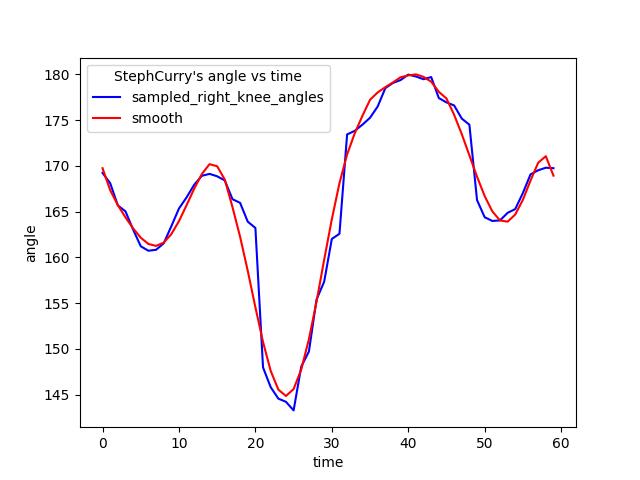 StephCurry's angle vs time
sampled_right_knee_angles
smooth
180
175
170
165
160
155
150
145
angle
0 10 20 30 40 50 60
time